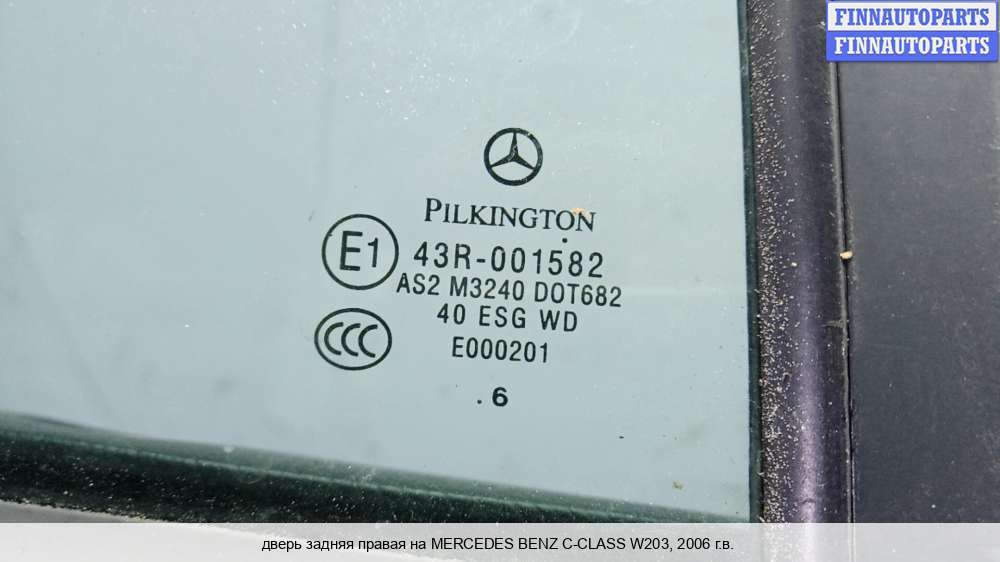 FINNAUTOPARTS
FINNAUTOPARTS
PILKINGTON
E1 43R-001582
AS2 M3240 DOT682
40 ESG WD
CCC E000201
. 6
дверь задняя правая на MERCEDES BENZ C-CLASS W203, 2006 г.в.